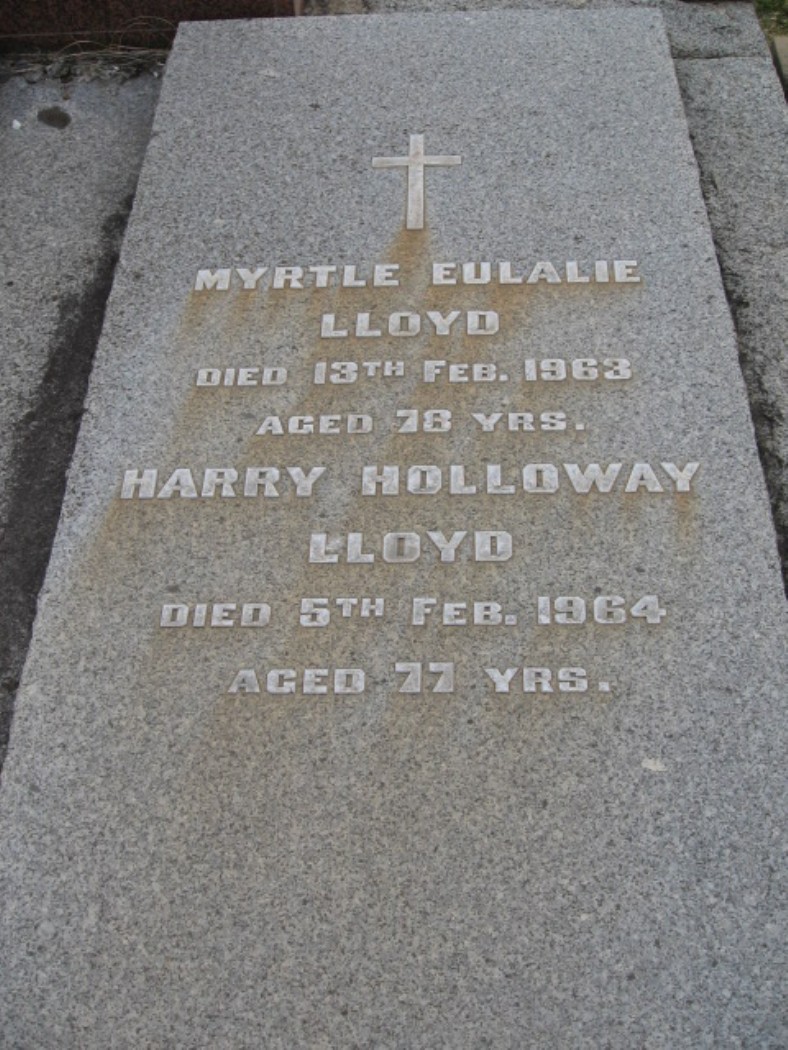 MYRTLE EULALIE
LLOYD
DIED 13TH FEB. 1963
AGED 78 YRS.
HARRY HOLLOWAY
LLOYD
DIED 5TH FEB. 1964
AGED 77 YRS.